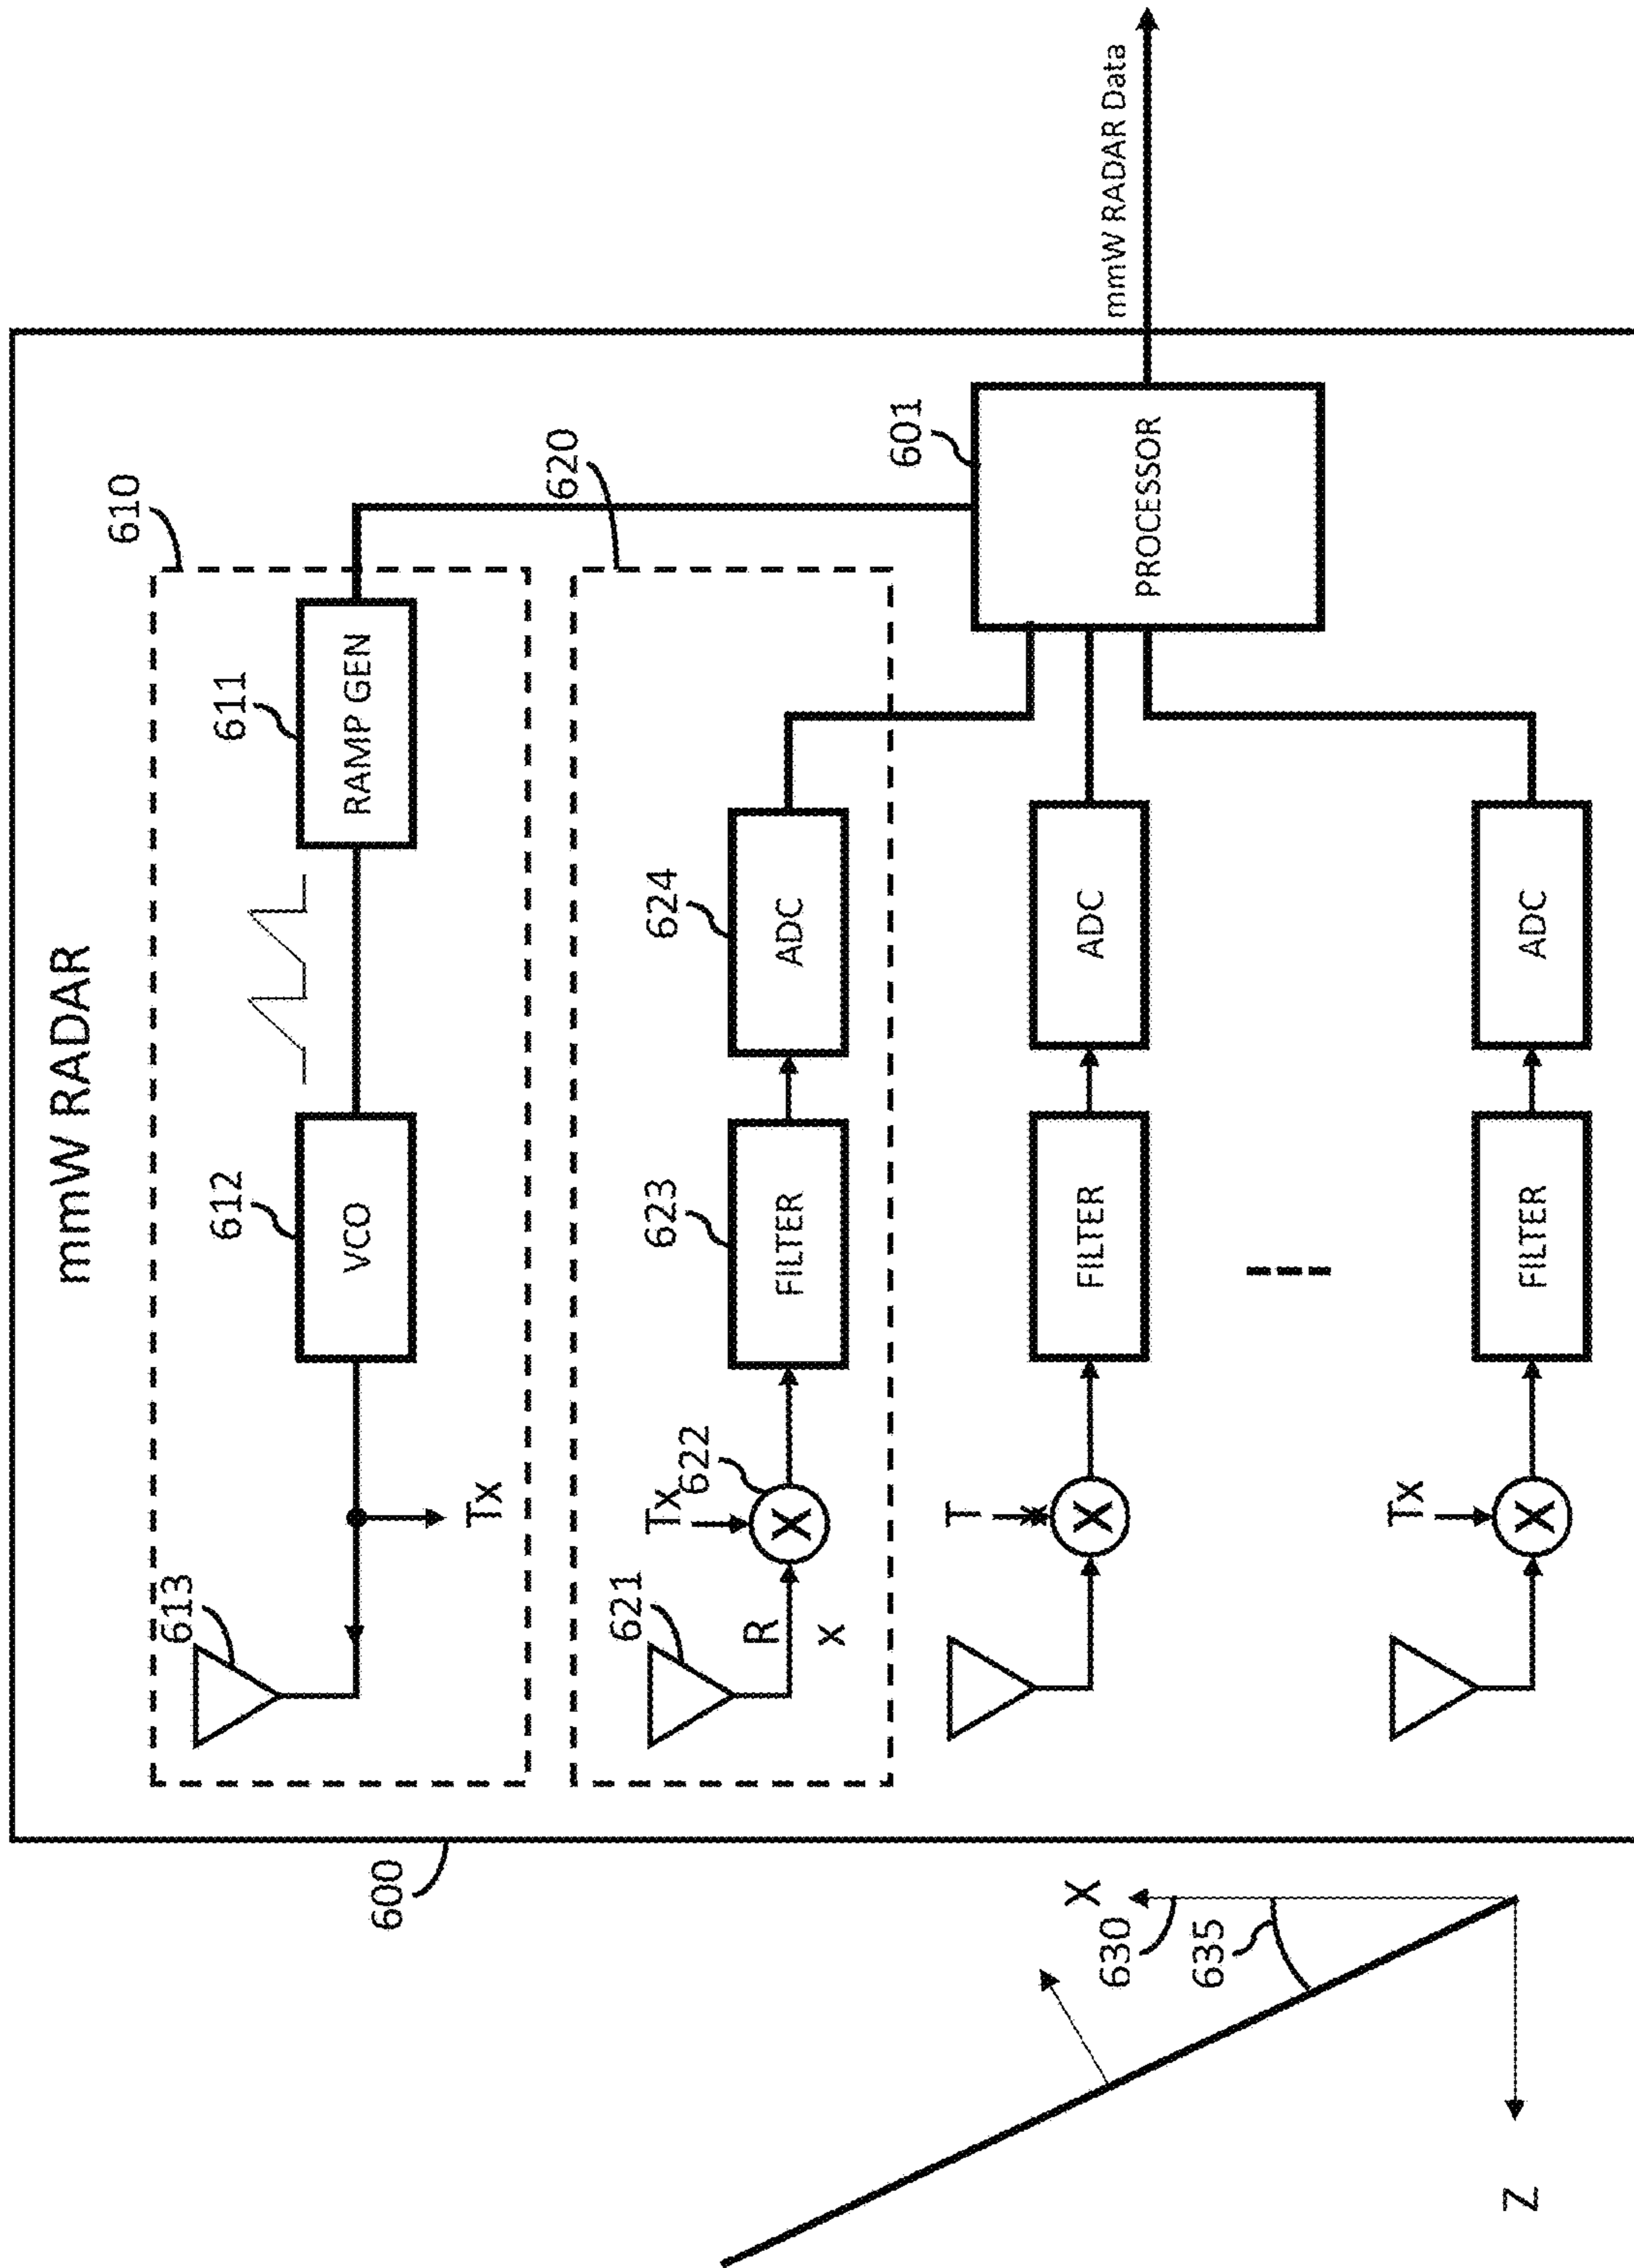 mmW RADAR
610
613
612
611
VCO
RAMP GEN
Tx
620
621
Tx
622
623
624
R
x
FILTER
ADC
601
PROCESSOR
mmW RADAR Data
T
x
X
FILTER
ADC
Tx
X
FILTER
ADC
X
600
X
630
635
Z